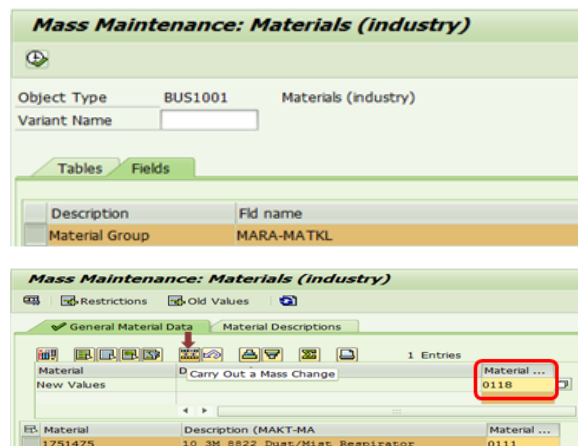 Mass Maintenance: Materials (industry)
Object Type BUS1001 Materials (industry)
Variant Name
Tables Fields
Description Fld name
Material Group MARA-MATKL
Mass Maintenance: Materials (industry)
Restrictions Old Values
General Material Data Material Descriptions
1 Entries
Material D Carry Out a Mass Change Material ...
New Values 0118
Material Description (MAKT-MA Material ...
1751475 10 3M 8822 Dust/Mist Respirator 0111